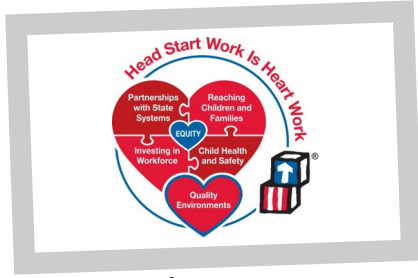 Head Start Work Is Heart Work
Partnerships
with State
Systems
Reaching
Children and
Families
EQUITY
Investing in
Workforce
Child Health
and Safety
Quality
Environments
®